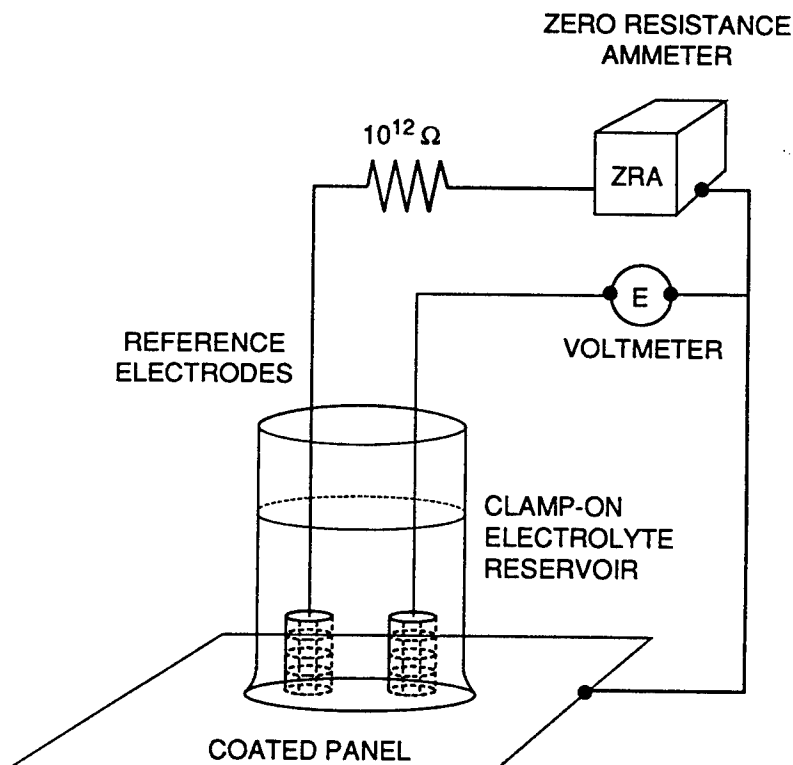 ZERO RESISTANCE
AMMETER
10¹² Ω
ZRA
E
VOLTMETER
REFERENCE
ELECTRODES
CLAMP-ON
ELECTROLYTE
RESERVOIR
COATED PANEL